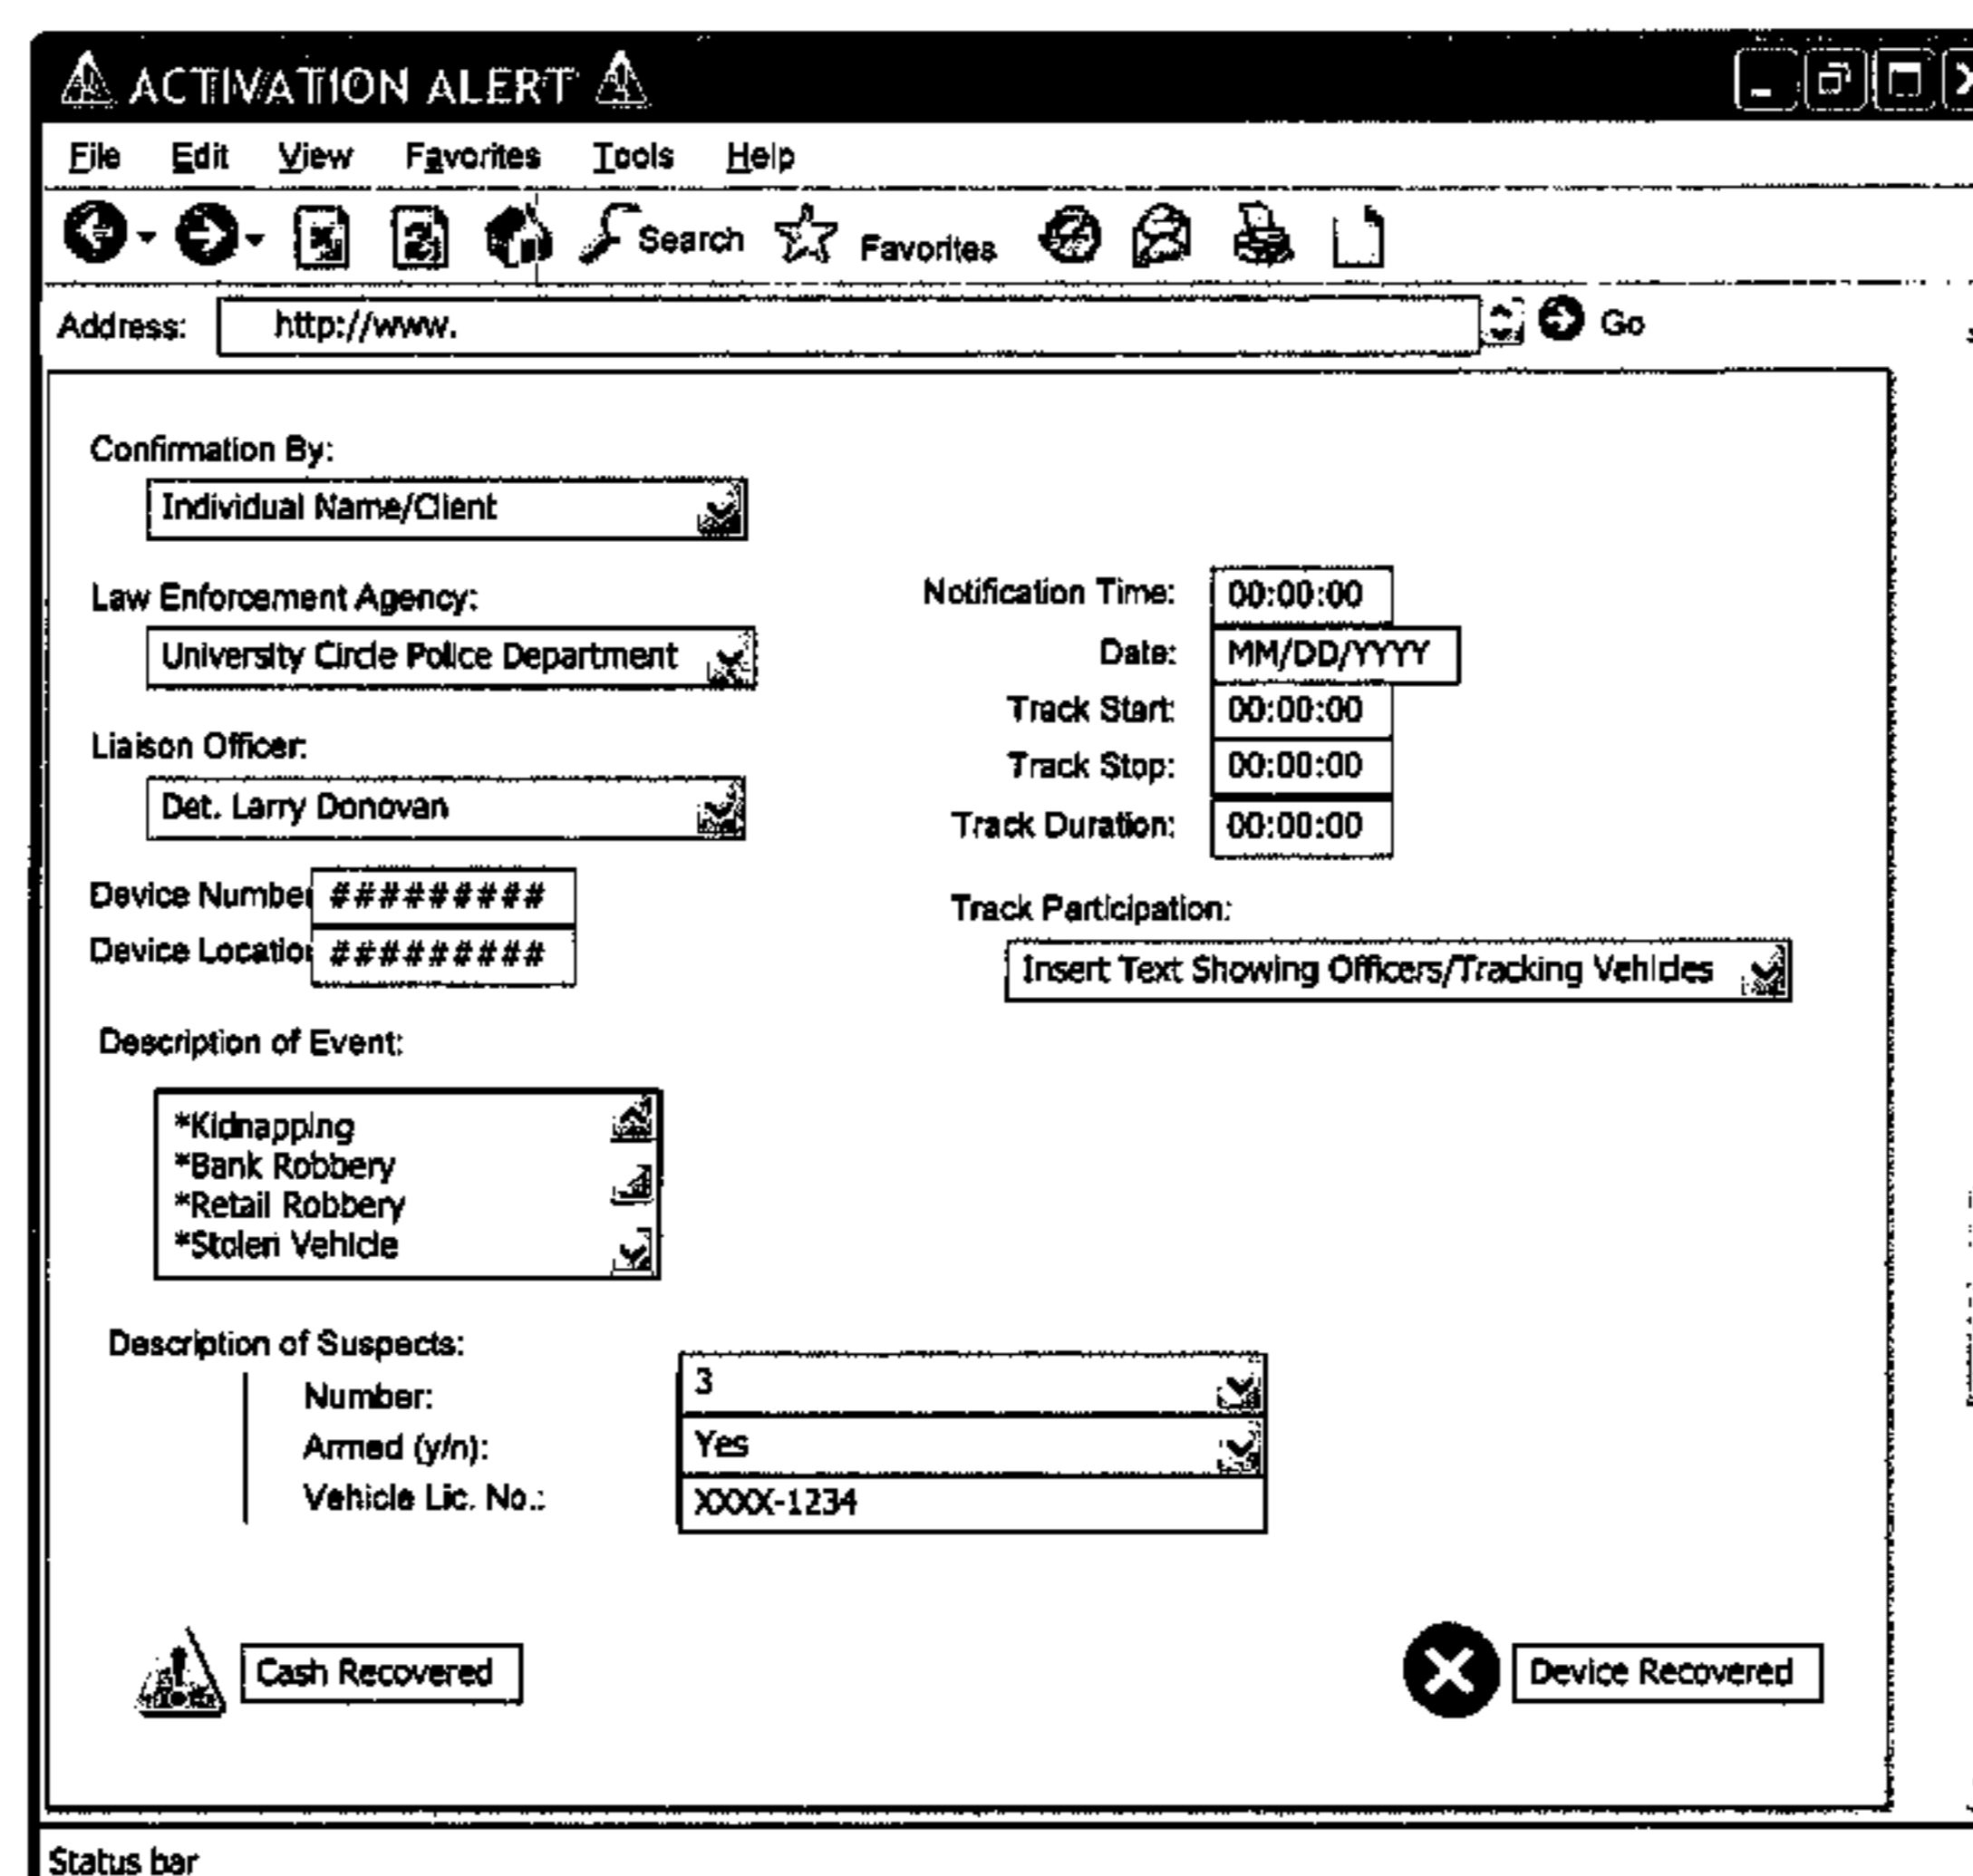 ACTIVATION ALERT
File Edit View Favorites Tools Help
Search Favorites
Address: http://www. Go
Confirmation By:
Individual Name/Client
Law Enforcement Agency:
University Circle Police Department
Liaison Officer:
Det. Larry Donovan
Device Number #########
Device Location #########
Notification Time: 00:00:00
Date: MM/DD/YYYY
Track Start: 00:00:00
Track Stop: 00:00:00
Track Duration: 00:00:00
Track Participation:
Insert Text Showing Officers/Tracking Vehicles
Description of Event:
*Kidnapping
*Bank Robbery
*Retail Robbery
*Stolen Vehicle
Description of Suspects:
Number: 3
Armed (y/n): Yes
Vehicle Lic. No.: XXXX-1234
Cash Recovered
Device Recovered
Status bar